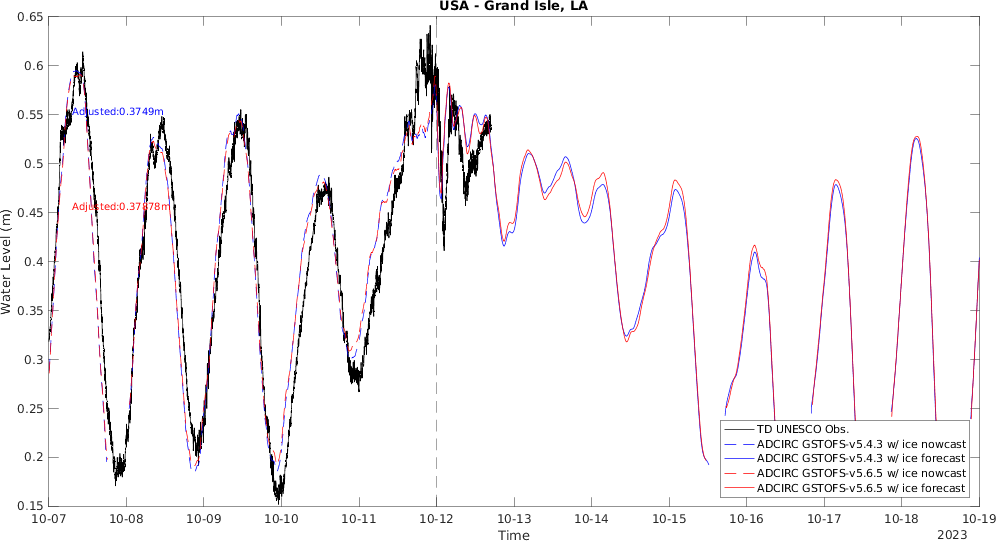 USA - Grand Isle, LA
0.65
0.6
0.55
0.5
0.45
0.4
0.35
0.3
0.25
0.2
0.15
Water Level (m)
Adjusted:0.3749m
Adjusted:0.37478m
TD UNESCO Obs.
ADCIRC GSTOFS-v5.4.3 w/ ice nowcast
ADCIRC GSTOFS-v5.4.3 w/ ice forecast
ADCIRC GSTOFS-v5.6.5 w/ ice nowcast
ADCIRC GSTOFS-v5.6.5 w/ ice forecast
10-07 10-08 10-09 10-10 10-11 10-12 10-13 10-14 10-15 10-16 10-17 10-18 10-19
Time
2023